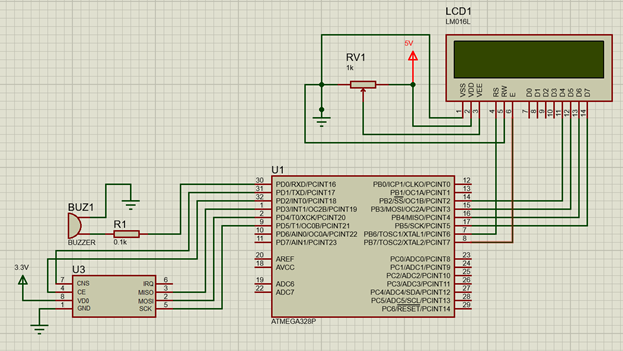 LCD1
LM016L
5V
RV1
1k
VSS
VDD
VEE
RS
RW
E
D0
D1
D2
D3
D4
D5
D6
D7
1
2
3
4
5
6
7
8
9
10
11
12
13
14
U1
30 PD0/RXD/PCINT16 PB0/ICP1/CLKO/PCINT0 12
31 PD1/TXD/PCINT17 PB1/OC1A/PCINT1 13
32 PD2/INT0/PCINT18 PB2/SS/OC1B/PCINT2 14
1 PD3/INT1/OC2B/PCINT19 PB3/MOSI/OC2A/PCINT3 15
2 PD4/T0/XCK/PCINT20 PB4/MISO/PCINT4 16
9 PD5/T1/OC0B/PCINT21 PB5/SCK/PCINT5 17
10 PD6/AIN0/OC0A/PCINT22 PB6/TOSC1/XTAL1/PCINT6 7
11 PD7/AIN1/PCINT23 PB7/TOSC2/XTAL2/PCINT7 8
20 AREF PC0/ADC0/PCINT8 23
18 AVCC PC1/ADC1/PCINT9 24
PC2/ADC2/PCINT10 25
19 ADC6 PC3/ADC3/PCINT11 26
22 ADC7 PC4/ADC4/SDA/PCINT12 27
PC5/ADC5/SCL/PCINT13 28
PC6/RESET/PCINT14 29
ATMEGA328P
BUZ1
BUZZER
R1
0.1k
3.3V
U3
7 CNS IRQ 6
4 CE MISO 3
8 VD0 MOSI 2
1 GND SCK 5